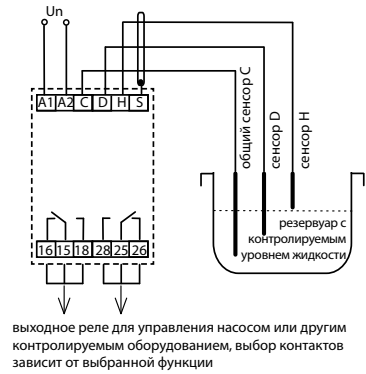 Un
A1 A2 C D H S
общий сенсор C
сенсор D
сенсор H
резервуар с
контролируемым
уровнем жидкости
16 15 18 28 25 26
выходное реле для управления насосом или другим
контролируемым оборудованием, выбор контактов
зависит от выбранной функции